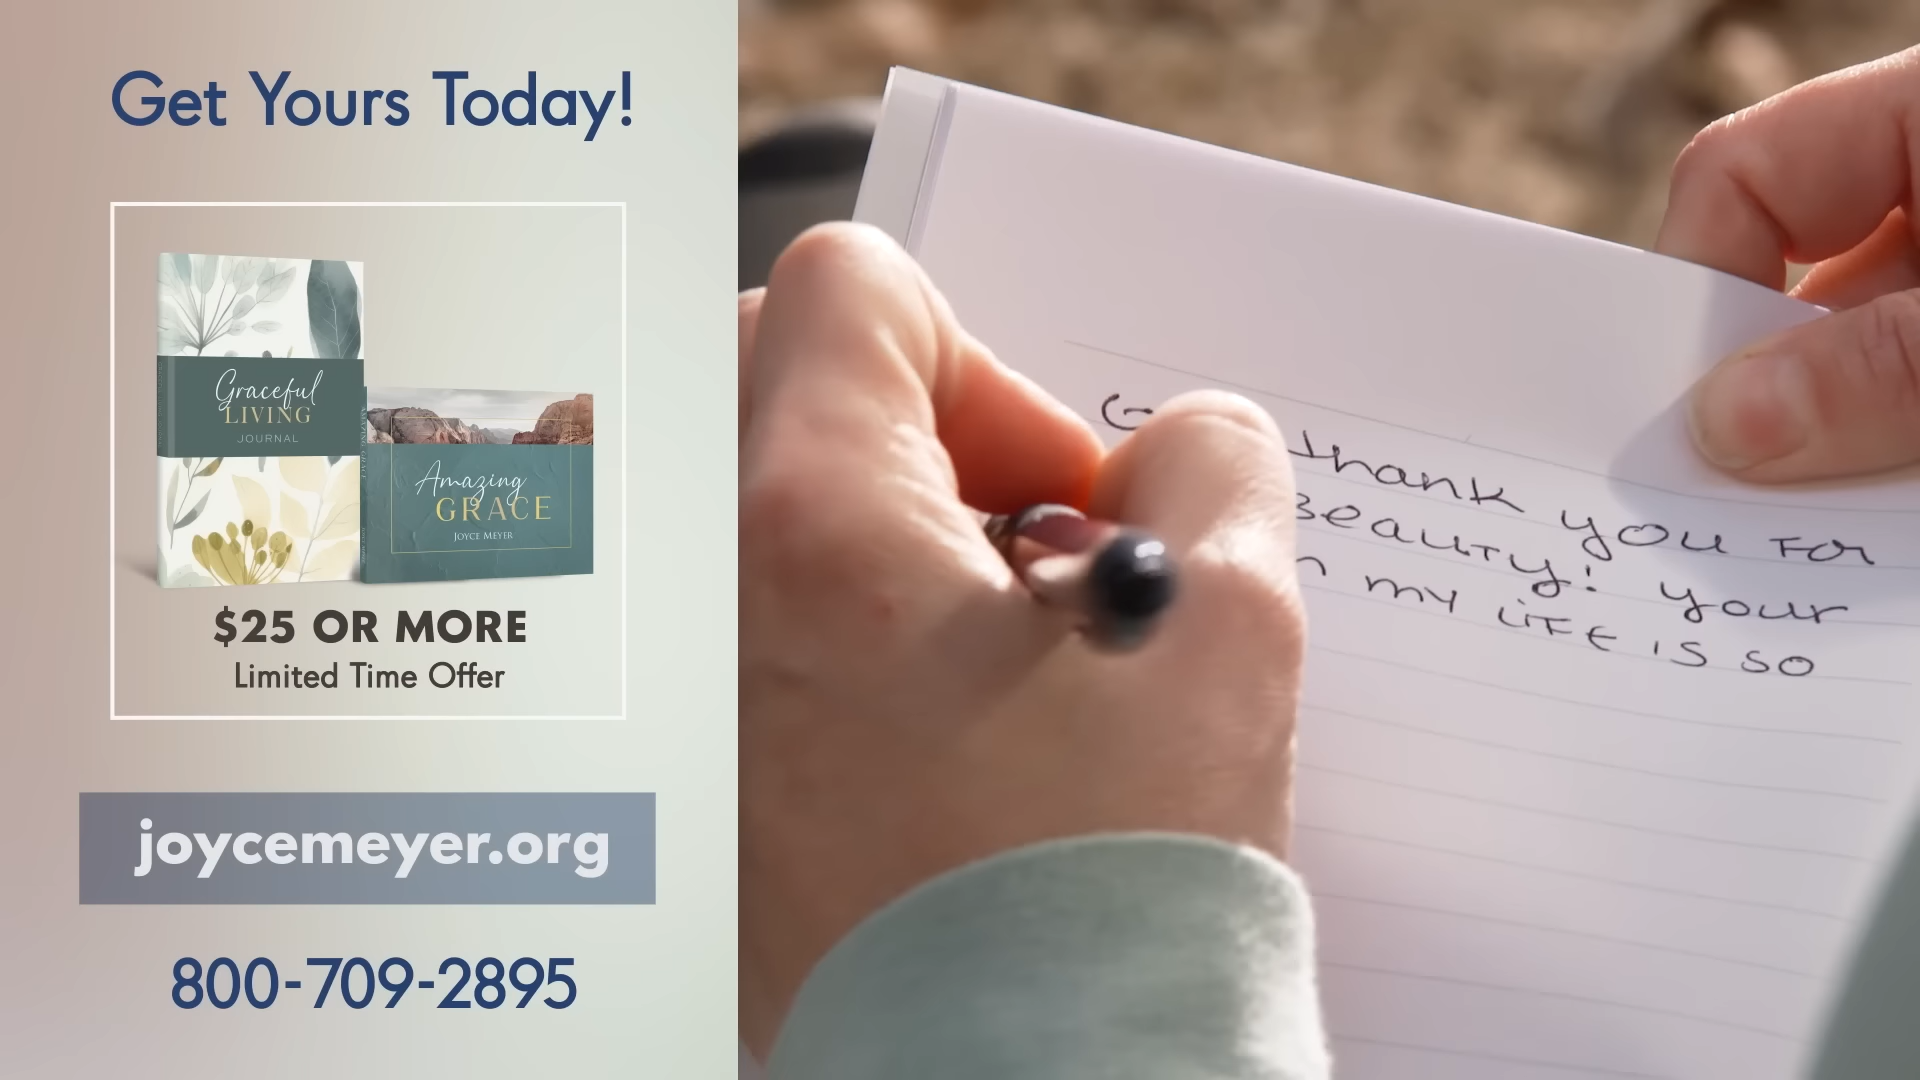 Get Yours Today!
Graceful
LIVING
JOURNAL
Amazing
GRACE
JOYCE MEYER
$25 OR MORE
Limited Time Offer
joycemeyer.org
800-709-2895
Thank you for
Beauty! your
my life is so